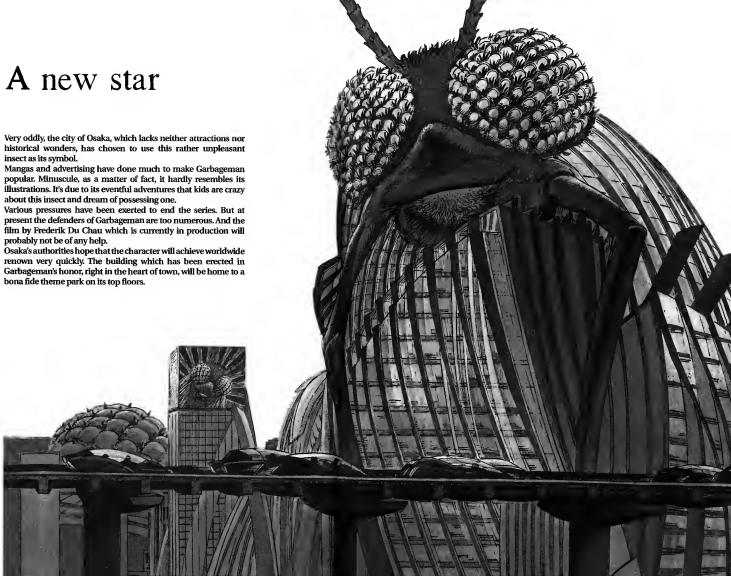 A new star
Very oddly, the city of Osaka, which lacks neither attractions nor
historical wonders, has chosen to use this rather unpleasant
insect as its symbol.
Mangas and advertising have done much to make Garbageman
popular. Minuscule, as a matter of fact, it hardly resembles its
illustrations. It's due to its eventful adventures that kids are crazy
about this insect and dream of possessing one.
Various pressures have been exerted to end the series. But at
present the defenders of Garbageman are too numerous. And the
film by Frederik Du Chau which is currently in production will
probably not be of any help.
Osaka's authorities hope that the character will achieve worldwide
renown very quickly. The building which has been erected in
Garbageman's honor, right in the heart of town, will be home to a
bona fide theme park on its top floors.